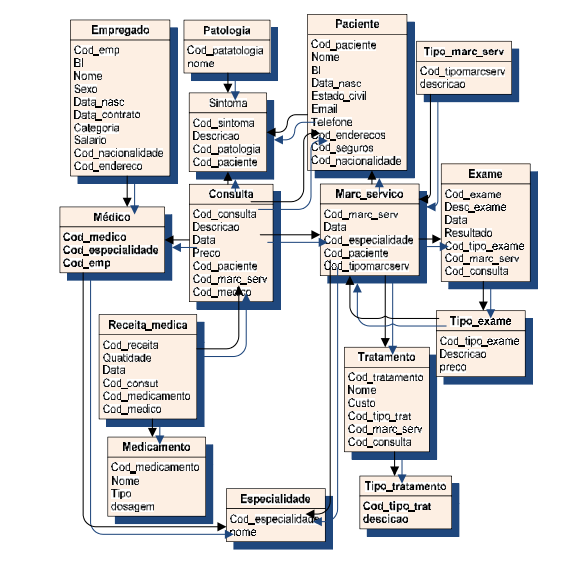 Empregado
Cod_emp
BI
Nome
Sexo
Data_nasc
Data_contrato
Categoria
Salario
Cod_nacionalidade
Cod_endereco
Patologia
Cod_patatologia
nome
Paciente
Cod_paciente
Nome
BI
Data_nasc
Estado_civil
Email
Telefone
Cod_enderecos
Cod_seguros
Cod_nacionalidade
Tipo_marc_serv
Cod_tipomarcserv
descricao
Sintoma
Cod_sintoma
Descricao
Cod_patologia
Cod_paciente
Exame
Cod_exame
Desc_exame
Data
Resultado
Cod_tipo_exame
Cod_marc_serv
Cod_consulta
Médico
Cod_medico
Cod_especialidade
Cod_emp
Consulta
Cod_consulta
Descricao
Data
Preco
Cod_paciente
Cod_marc_serv
Cod_medico
Marc_servico
Cod_marc_serv
Data
Cod_especialidade
Cod_paciente
Cod_tipomarcserv
Receita_medica
Cod_receita
Quatidade
Data
Cod_consut
Cod_medicamento
Cod_medico
Tipo_exame
Cod_tipo_exame
Descricao
preco
Tratamento
Cod_tratamento
Nome
Custo
Cod_tipo_trat
Cod_marc_serv
Cod_consulta
Medicamento
Cod_medicamento
Nome
Tipo
dosagem
Especialidade
Cod_especialidade
nome
Tipo_tratamento
Cod_tipo_trat
descicao